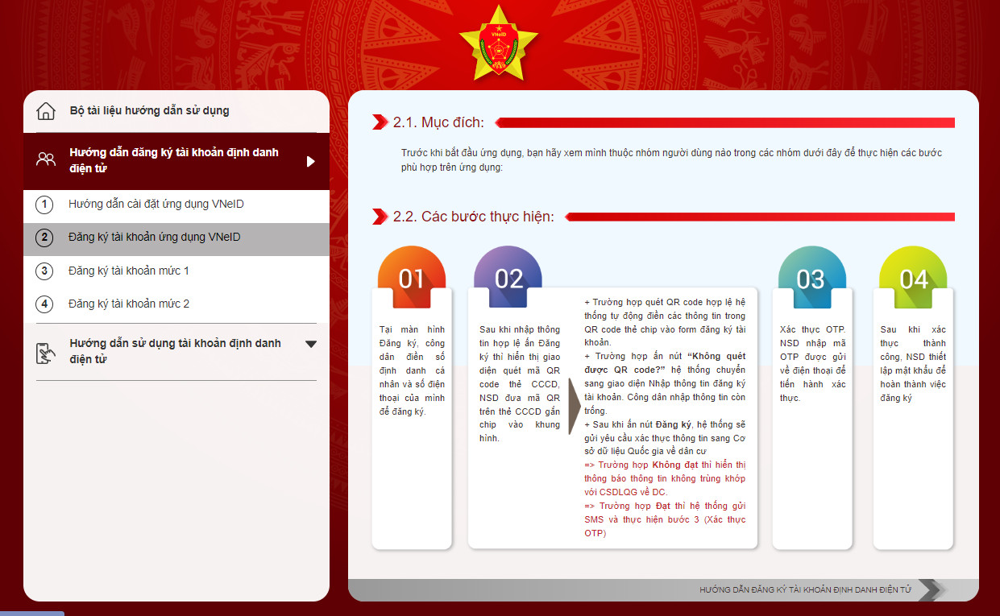 VNeID
Bộ tài liệu hướng dẫn sử dụng
Hướng dẫn đăng ký tài khoản định danh
điện tử
1 Hướng dẫn cài đặt ứng dụng VNeID
2 Đăng ký tài khoản ứng dụng VNeID
3 Đăng ký tài khoản mức 1
4 Đăng ký tài khoản mức 2
Hướng dẫn sử dụng tài khoản định danh
điện tử
2.1. Mục đích:
Trước khi bắt đầu ứng dụng, bạn hãy xem mình thuộc nhóm người dùng nào trong các nhóm dưới đây để thực hiện các bước
phù hợp trên ứng dụng:
2.2. Các bước thực hiện:
01
Tại màn hình
Đăng ký, công
dân điền số
định danh cá
nhân và số điện
thoại của mình
để đăng ký.
02
Sau khi nhập thông
tin hợp lệ ấn Đăng
ký thì hiển thị giao
diện quét mã QR
code thẻ CCCD,
NSD đưa mã QR
trên thẻ CCCD gắn
chip vào khung
hình.
+ Trường hợp quét QR code hợp lệ hệ
thống tự động điền các thông tin trong
QR code thẻ chip vào form đăng ký tài
khoản.
+ Trường hợp ấn nút “Không quét
được QR code?” hệ thống chuyển
sang giao diện Nhập thông tin đăng ký
tài khoản. Công dân nhập thông tin còn
trống.
+ Sau khi ấn nút Đăng ký, hệ thống sẽ
gửi yêu cầu xác thực thông tin sang Cơ
sở dữ liệu Quốc gia về dân cư
=> Trường hợp Không đạt thì hiển thị
thông báo thông tin không trùng khớp
với CSDLQG về DC.
=> Trường hợp Đạt thì hệ thống gửi
SMS và thực hiện bước 3 (Xác thực
OTP)
03
Xác thực OTP.
NSD nhập mã
OTP được gửi
về điện thoại để
tiến hành xác
thực.
04
Sau khi xác
thực thành
công, NSD thiết
lập mật khẩu để
hoàn thành việc
đăng ký
HƯỚNG DẪN ĐĂNG KÝ TÀI KHOẢN ĐỊNH DANH ĐIỆN TỬ